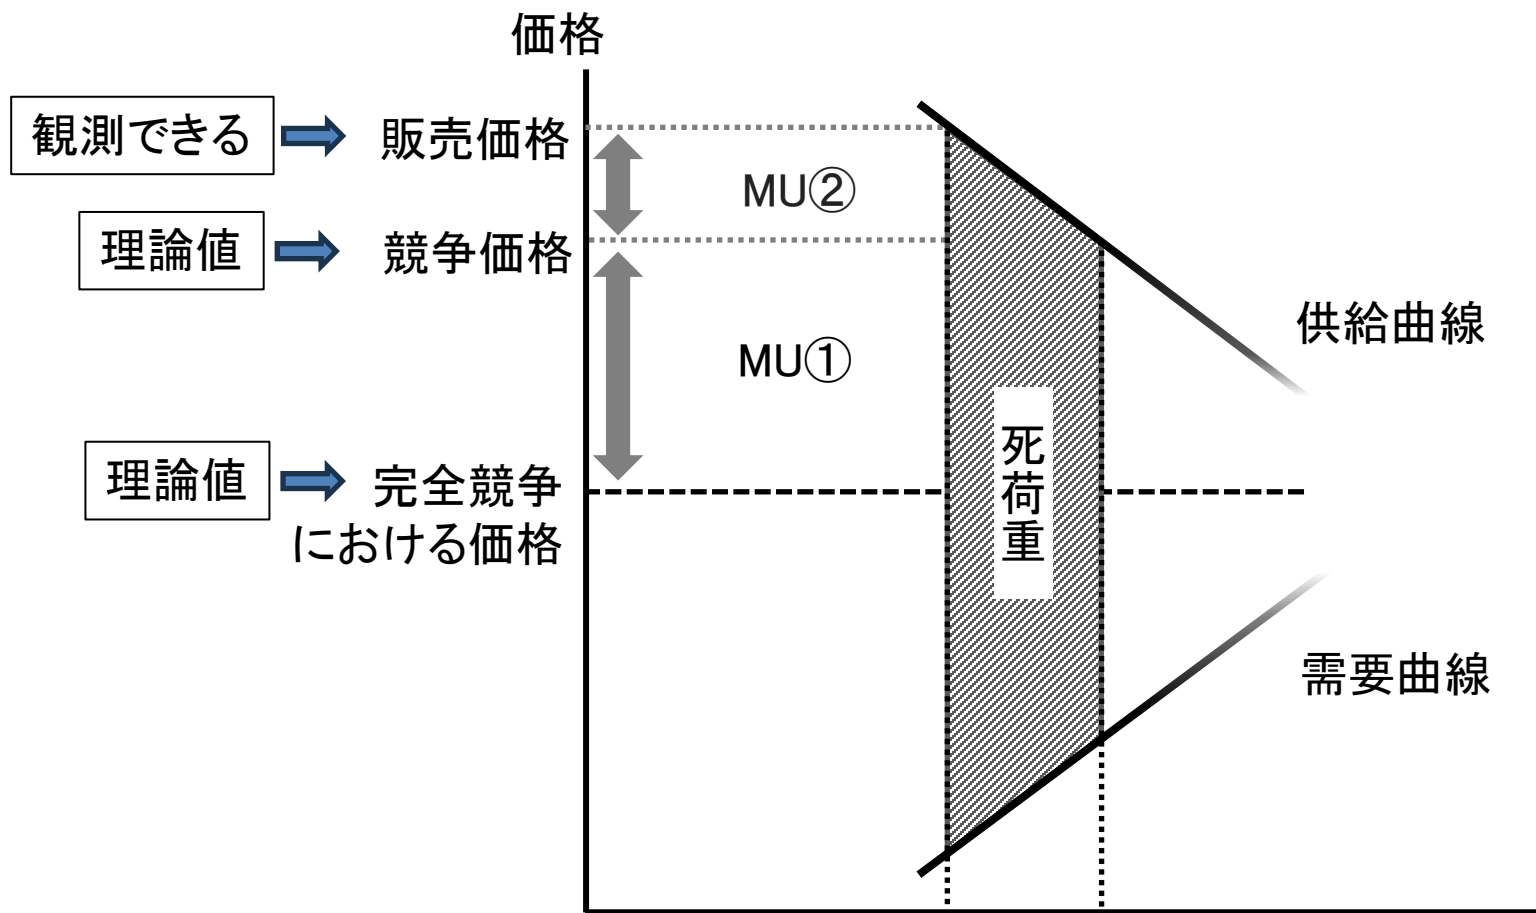 価格
観測できる
販売価格
MU②
理論値
競争価格
供給曲線
MU①
理論値
完全競争
における価格
死荷重
需要曲線